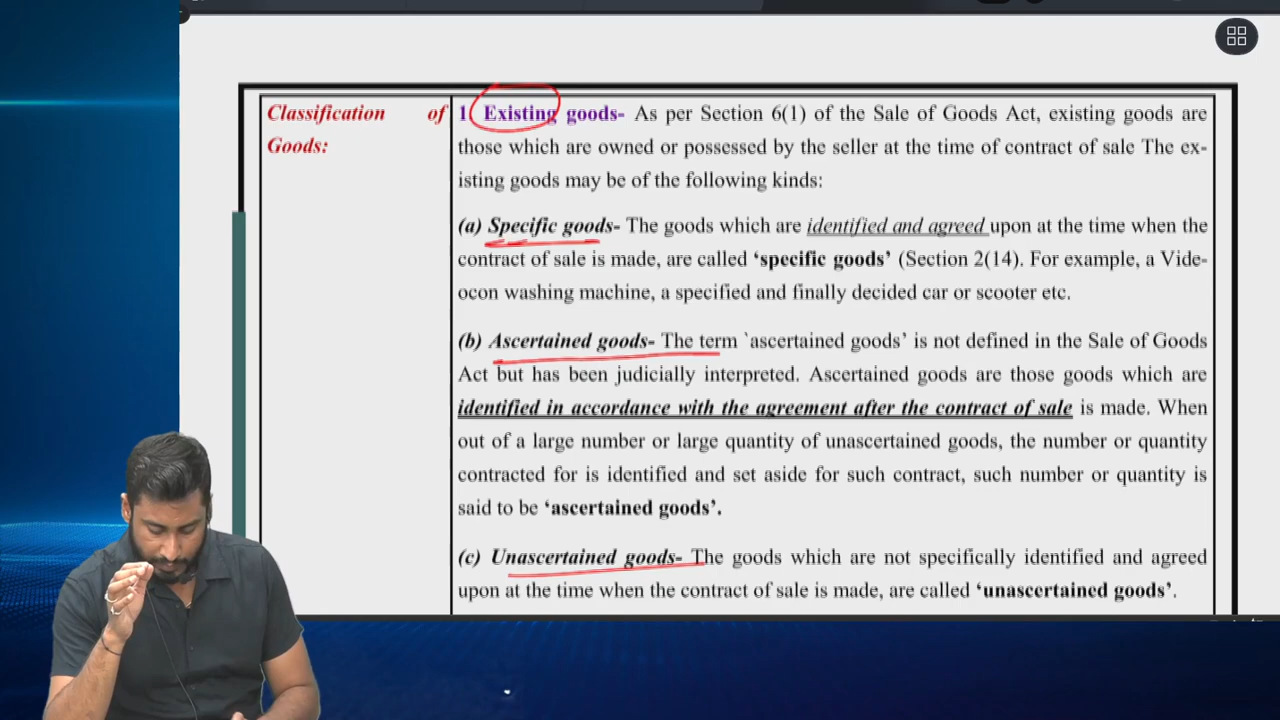 Classification of
Goods:
1 Existing goods- As per Section 6(1) of the Sale of Goods Act, existing goods are
those which are owned or possessed by the seller at the time of contract of sale The ex-
isting goods may be of the following kinds:
(a) Specific goods- The goods which are identified and agreed upon at the time when the
contract of sale is made, are called ‘specific goods’ (Section 2(14). For example, a Vide-
ocon washing machine, a specified and finally decided car or scooter etc.
(b) Ascertained goods- The term `ascertained goods’ is not defined in the Sale of Goods
Act but has been judicially interpreted. Ascertained goods are those goods which are
identified in accordance with the agreement after the contract of sale is made. When
out of a large number or large quantity of unascertained goods, the number or quantity
contracted for is identified and set aside for such contract, such number or quantity is
said to be ‘ascertained goods’.
(c) Unascertained goods- The goods which are not specifically identified and agreed
upon at the time when the contract of sale is made, are called ‘unascertained goods’.